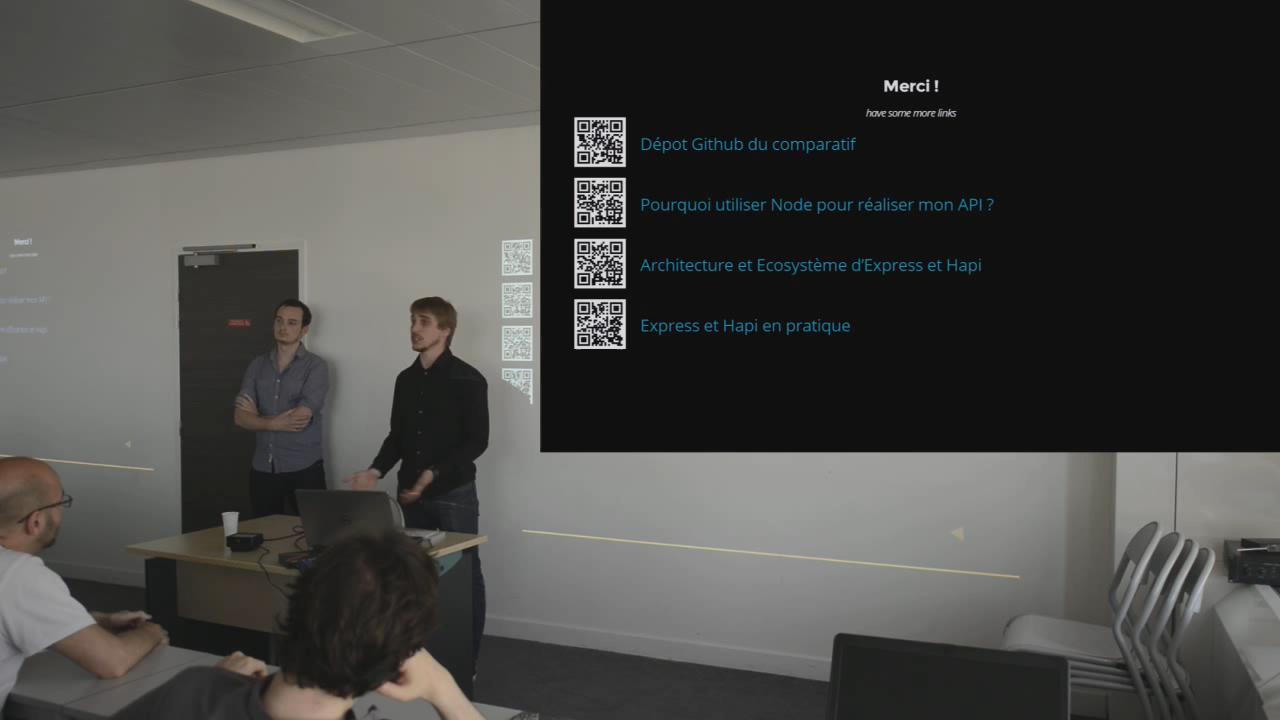 Merci !
have some more links
Dépot Github du comparatif
Pourquoi utiliser Node pour réaliser mon API ?
Architecture et Ecosystème d'Express et Hapi
Express et Hapi en pratique
Merci !